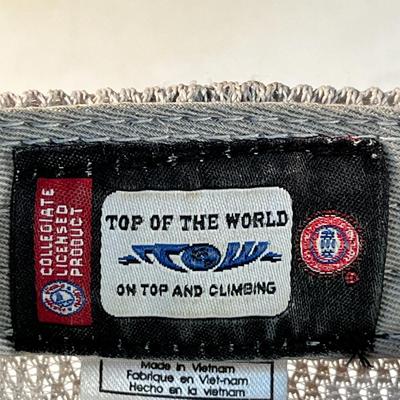 COLLEGIATE
LICENSED
PRODUCT
TOP OF THE WORLD
TOW
ON TOP AND CLIMBING
®
Made in Vietnam
Fabriqué en Viet-nam
Hecho en la vietnam